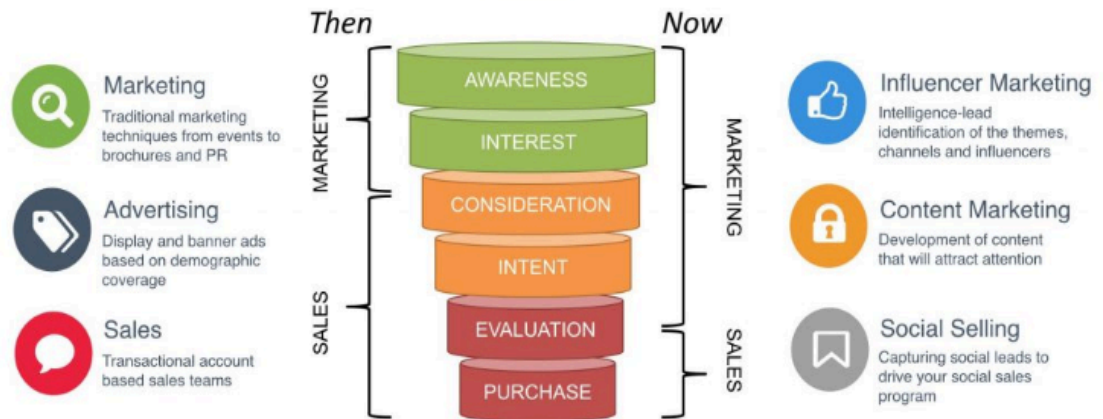 Then
Now
Marketing
Traditional marketing
techniques from events to
brochures and PR
Advertising
Display and banner ads
based on demographic
coverage
Sales
Transactional account
based sales teams
MARKETING
SALES
AWARENESS
INTEREST
CONSIDERATION
INTENT
EVALUATION
PURCHASE
MARKETING
SALES
Influencer Marketing
Intelligence-lead
identification of the themes,
channels and influencers
Content Marketing
Development of content
that will attract attention
Social Selling
Capturing social leads to
drive your social sales
program